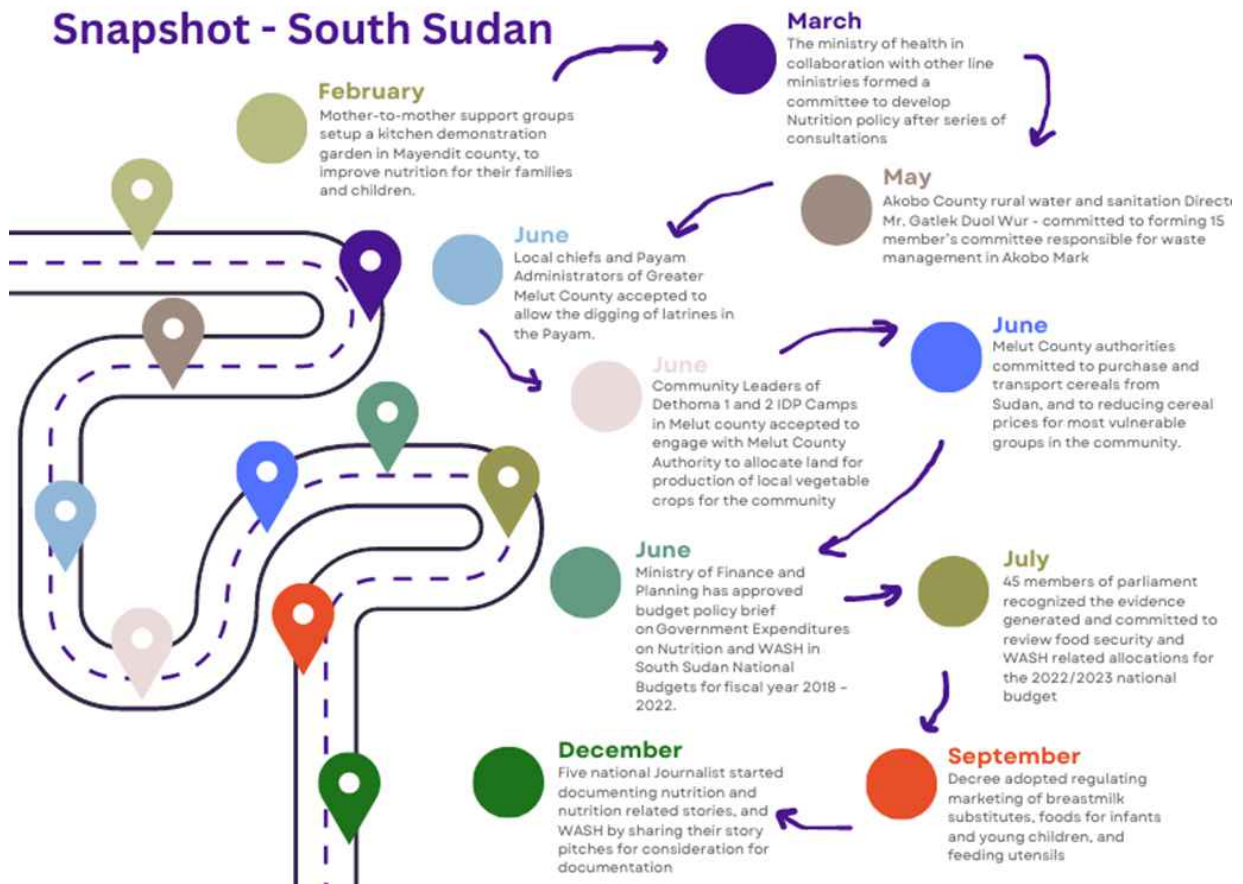 Snapshot - South Sudan
February
Mother-to-mother support groups
setup a kitchen demonstration
garden in Mayendit county, to
improve nutrition for their families
and children.
March
The ministry of health in
collaboration with other line
ministries formed a
committee to develop
Nutrition policy after series of
consultations
May
Akobo County rural water and sanitation Directo
Mr. Gatlek Duol Wur - committed to forming 15
member's committee responsible for waste
management in Akobo Mark
June
Local chiefs and Payam
Administrators of Greater
Melut County accepted to
allow the digging of latrines in
the Payam.
June
Community Leaders of
Dethoma 1 and 2 IDP Camps
in Melut county accepted to
engage with Melut County
Authority to allocate land for
production of local vegetable
crops for the community
June
Melut County authorities
committed to purchase and
transport cereals from
Sudan, and to reducing cereal
prices for most vulnerable
groups in the community.
June
Ministry of Finance and
Planning has approved
budget policy brief
on Government Expenditures
on Nutrition and WASH in
South Sudan National
Budgets for fiscal year 2018 –
2022.
July
45 members of parliament
recognized the evidence
generated and committed to
review food security and
WASH related allocations for
the 2022/2023 national
budget
September
Decree adopted regulating
marketing of breastmilk
substitutes, foods for infants
and young children, and
feeding utensils
December
Five national Journalist started
documenting nutrition and
nutrition related stories, and
WASH by sharing their story
pitches for consideration for
documentation